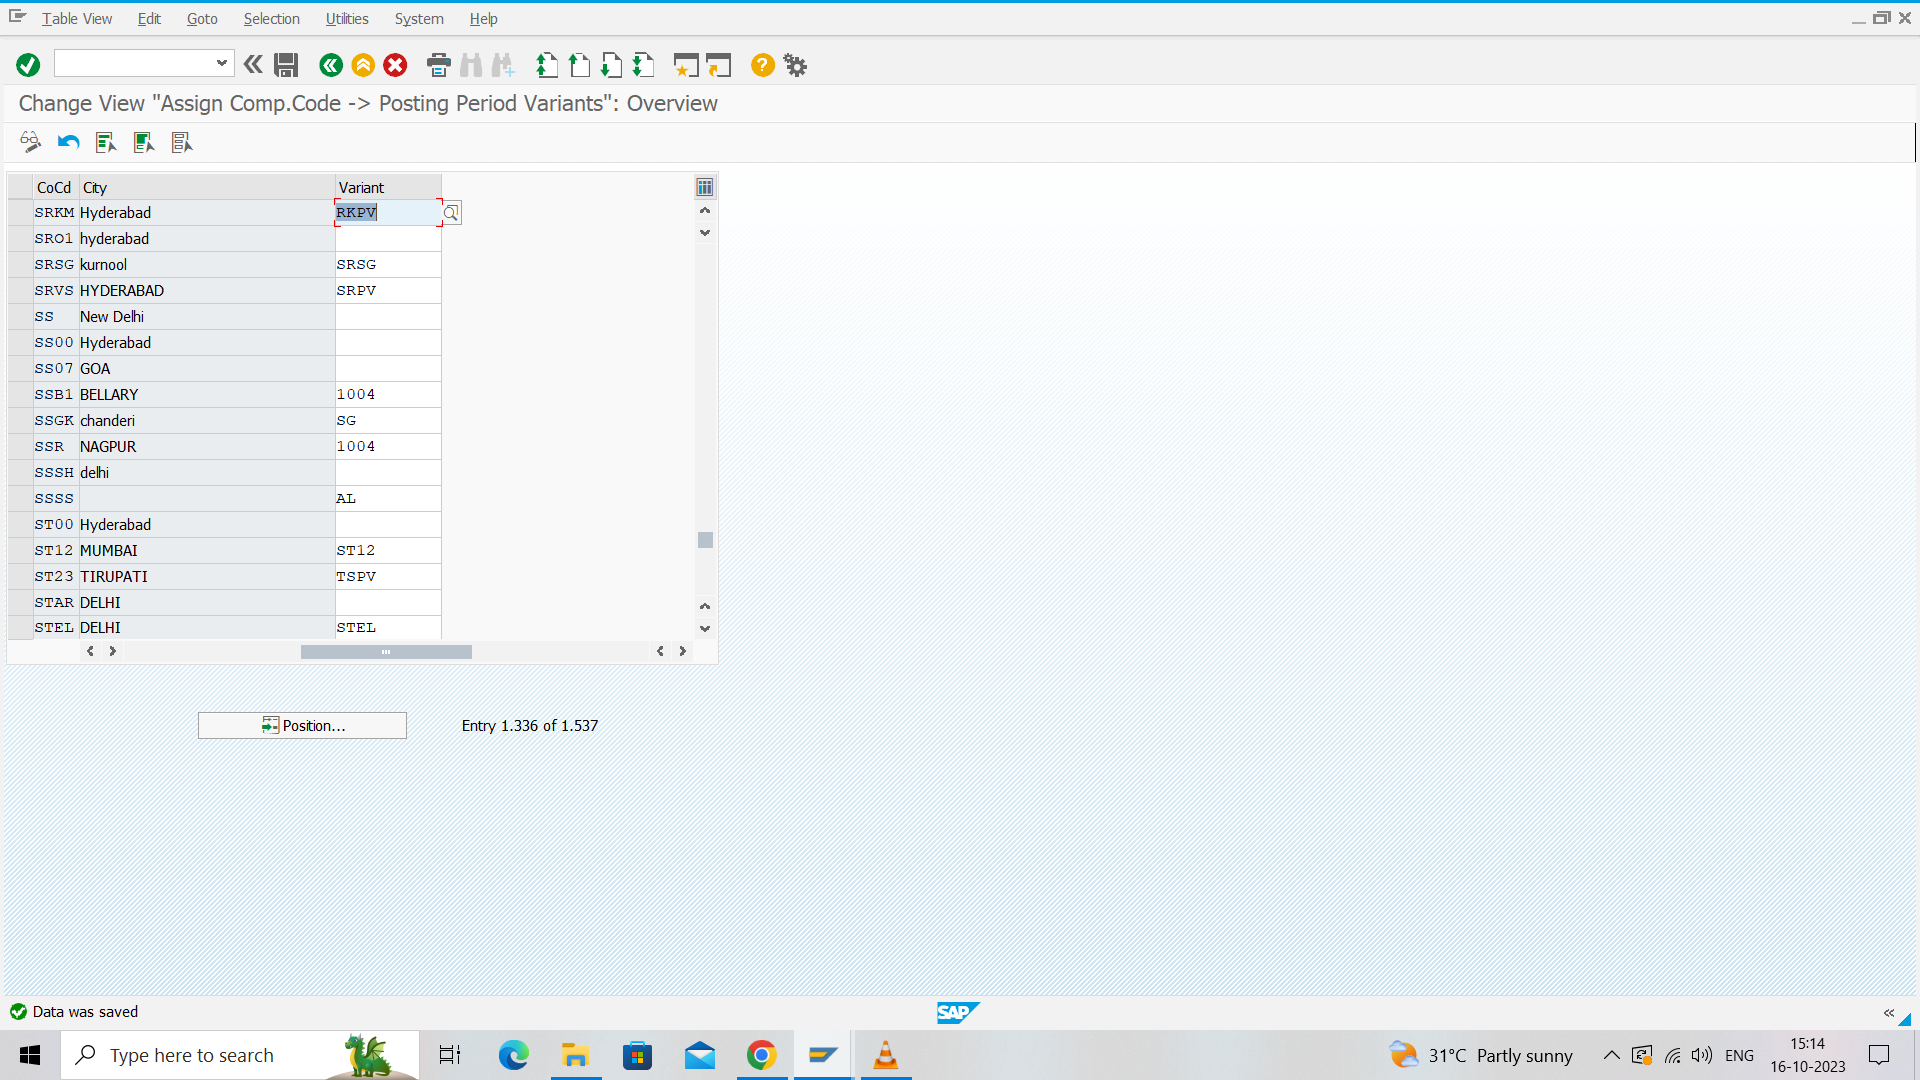 Table View Edit Goto Selection Utilities System Help
Change View "Assign Comp.Code -> Posting Period Variants": Overview
CoCd City Variant
SRKM Hyderabad RKPV
SRO1 hyderabad
SRSG kurnool SRSG
SRVS HYDERABAD SRPV
SS New Delhi
SS00 Hyderabad
SS07 GOA
SSB1 BELLARY 1004
SSGK chanderi SG
SSR NAGPUR 1004
SSSH delhi
SSSS AL
ST00 Hyderabad
ST12 MUMBAI ST12
ST23 TIRUPATI TSPV
STAR DELHI
STEL DELHI STEL
Position... Entry 1.336 of 1.537
Data was saved
SAP
Type here to search
31°C Partly sunny
ENG
15:14
16-10-2023